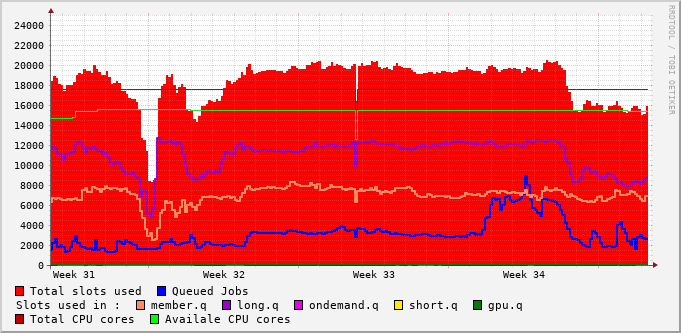 24000
22000
20000
18000
16000
14000
12000
10000
8000
6000
4000
2000
0
Week 31 Week 32 Week 33 Week 34
Total slots used Queued Jobs
Slots used in : member.q long.q ondemand.q short.q gpu.q
Total CPU cores Availale CPU cores
RRDTOOL / TOBI OETIKER